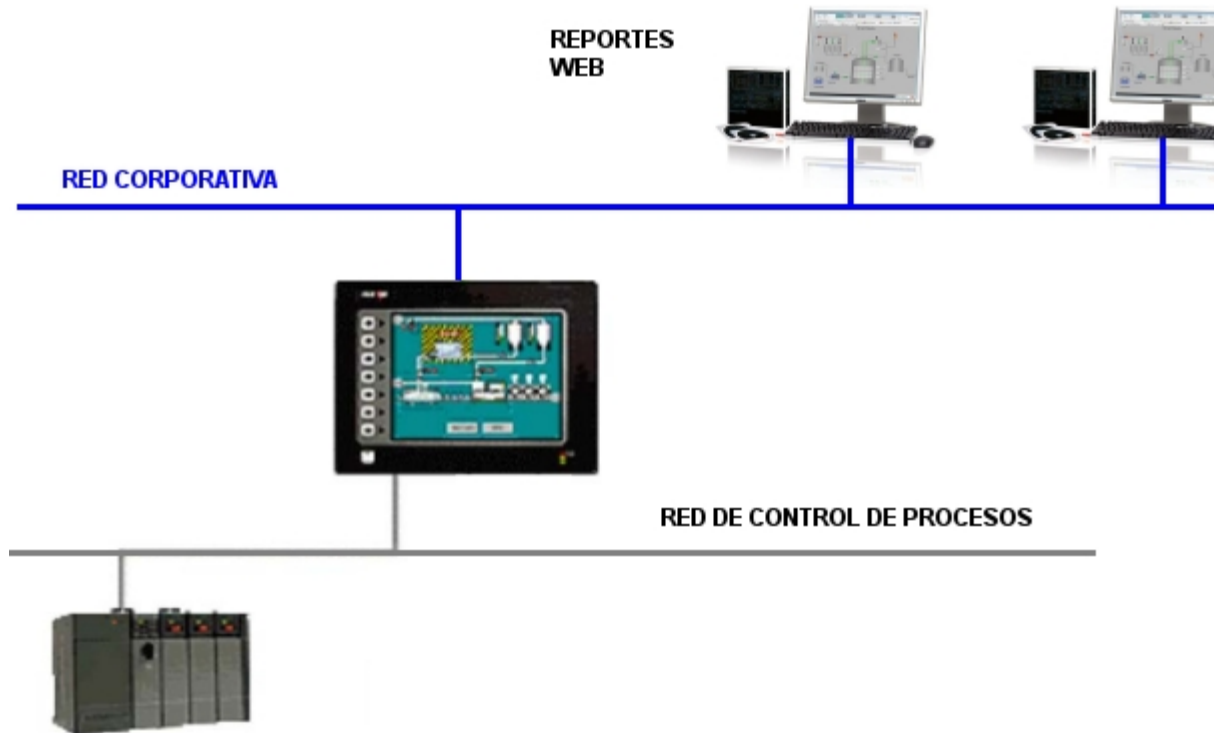 REPORTES
WEB
RED CORPORATIVA
RED DE CONTROL DE PROCESOS